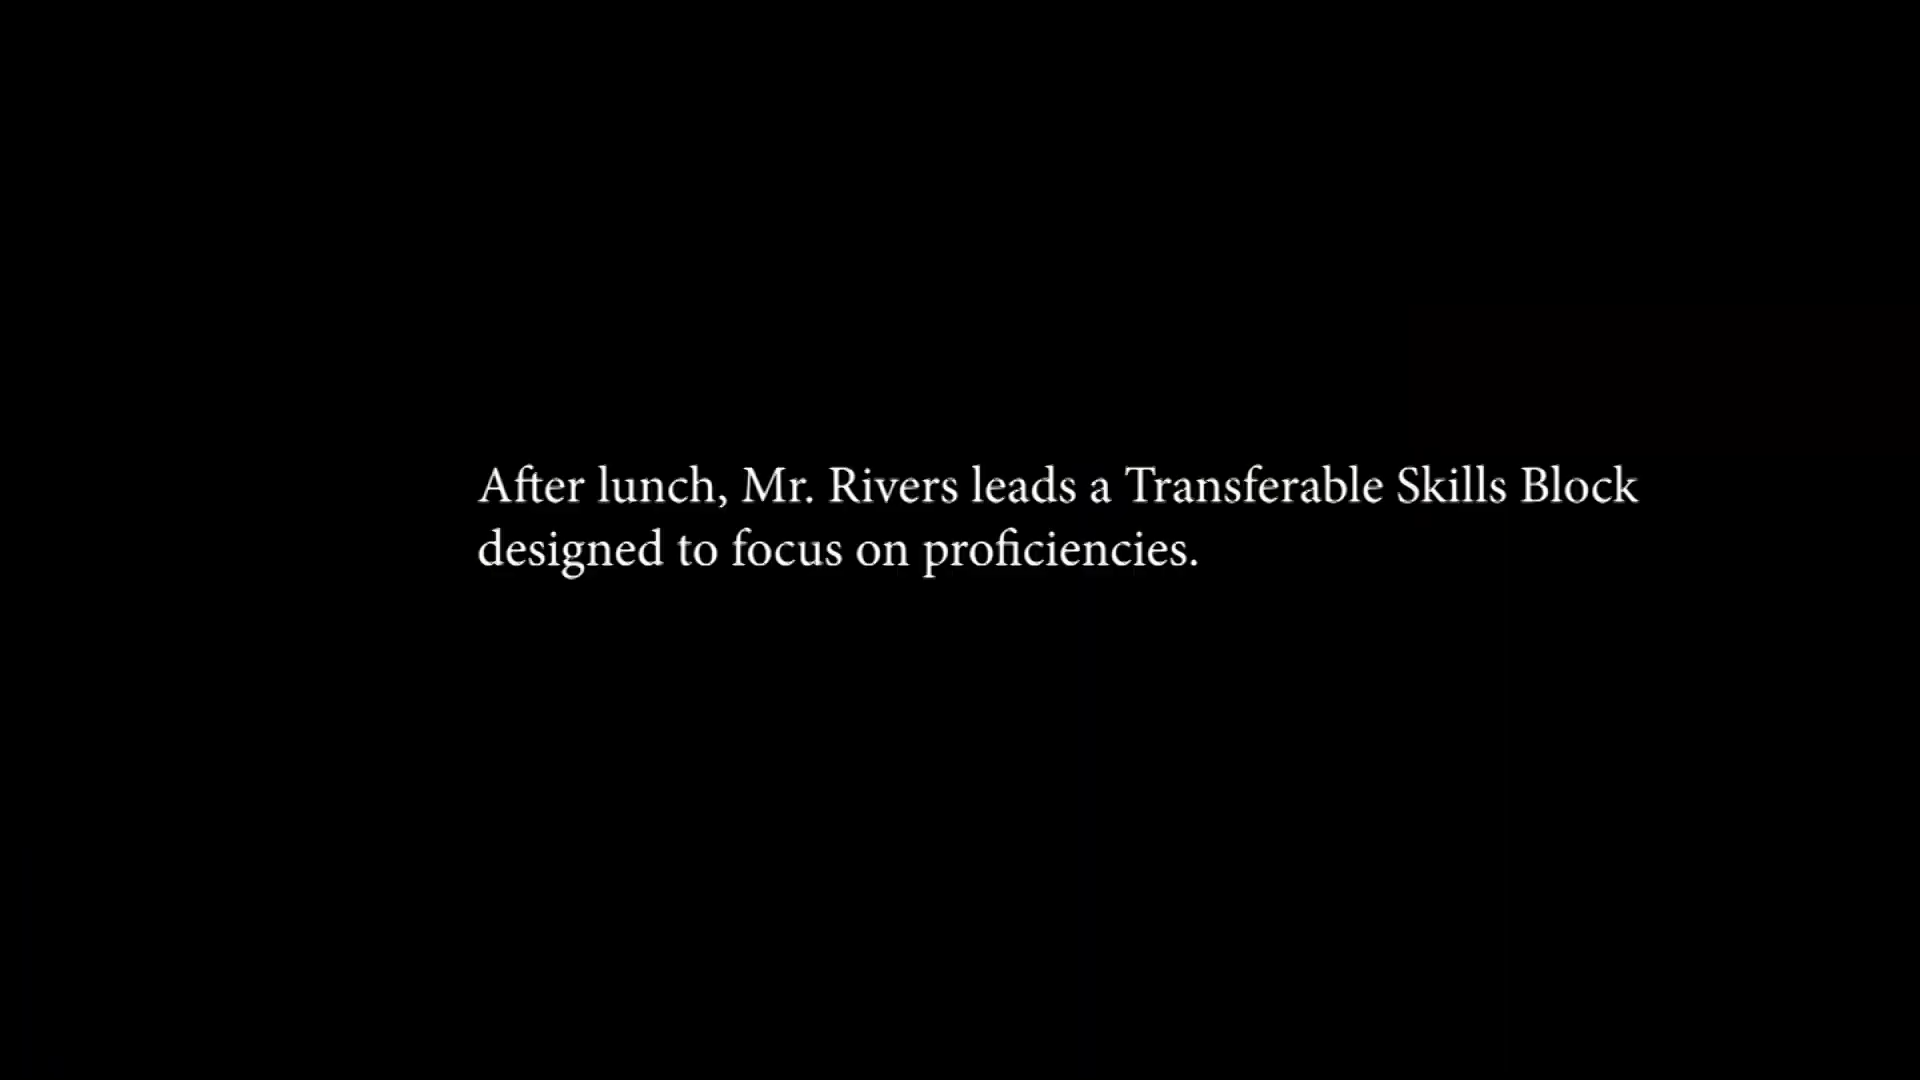 After lunch, Mr. Rivers leads a Transferable Skills Block
designed to focus on proficiencies.